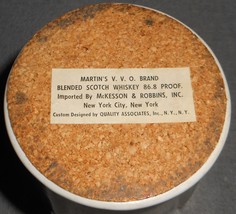 MARTIN'S V. V. O. BRAND
BLENDED SCOTCH WHISKEY 86.8 PROOF.
Imported By McKESSON & ROBBINS, INC.
New York City, New York
Custom Designed by QUALITY ASSOCIATES, Inc., N.Y., N.Y.